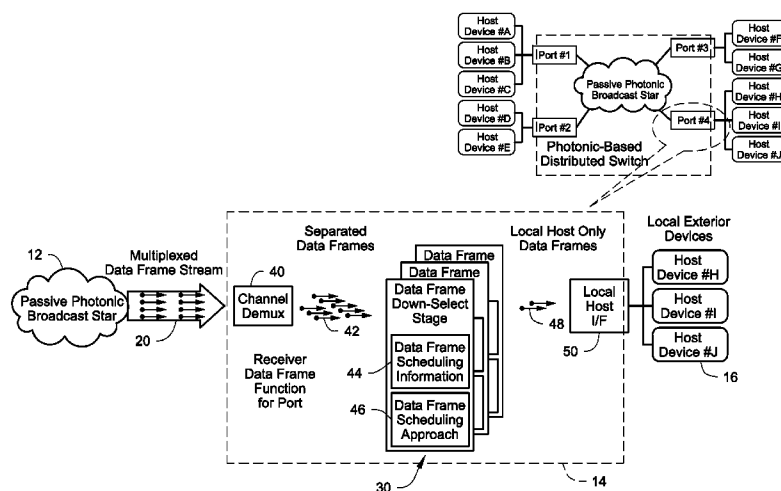 Host
Device #A
Host
Device #B
Host
Device #C
Host
Device #D
Host
Device #E
Port #1
Port #2
Passive Photonic
Broadcast Star
Port #3
Port #4
Photonic-Based
Distributed Switch
Host
Device #F
Host
Device #G
Host
Device #H
Host
Device #I
Host
Device #J
12
Passive Photonic
Broadcast Star
Multiplexed
Data Frame Stream
20
Separated
Data Frames
40
Channel
Demux
42
Receiver
Data Frame
Function
for Port
Data Frame
Data Frame
Data Frame
Down-Select
Stage
44
Data Frame
Scheduling
Information
46
Data Frame
Scheduling
Approach
30
Local Host Only
Data Frames
48
Local
Host
I/F
50
14
Local Exterior
Devices
Host
Device #H
Host
Device #I
Host
Device #J
16